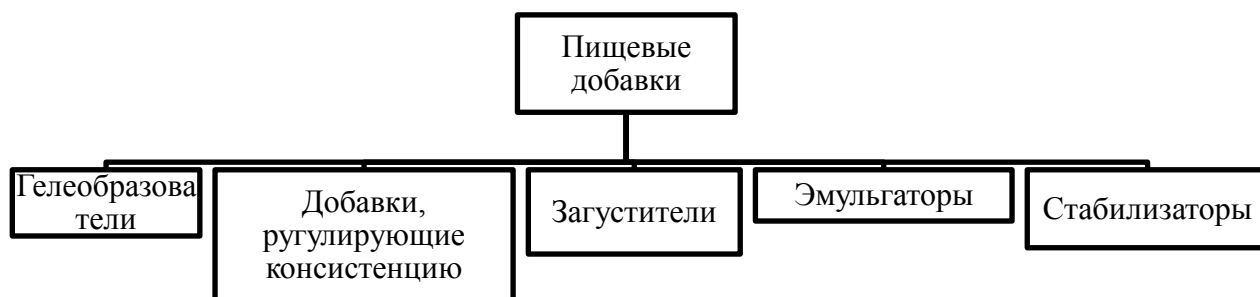 Пищевые
добавки
Гелеобразова
тели
Добавки,
ругулирующие
консистенцию
Загустители
Эмульгаторы
Стабилизаторы